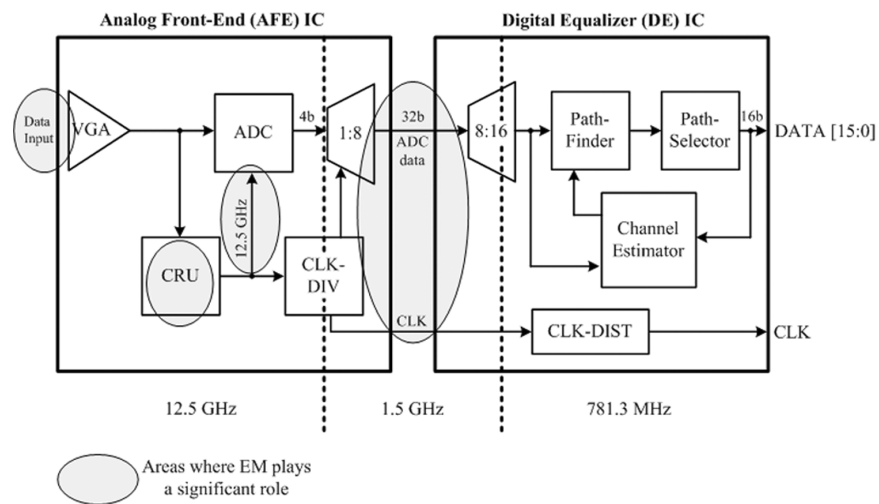 Analog Front-End (AFE) IC
Digital Equalizer (DE) IC
Data
Input
VGA
ADC
4b
1:8
32b
ADC
data
8:16
Path-
Finder
Path-
Selector
16b
DATA [15:0]
12.5 GHz
CRU
CLK-
DIV
Channel
Estimator
CLK
CLK-DIST
CLK
12.5 GHz
1.5 GHz
781.3 MHz
Areas where EM plays
a significant role